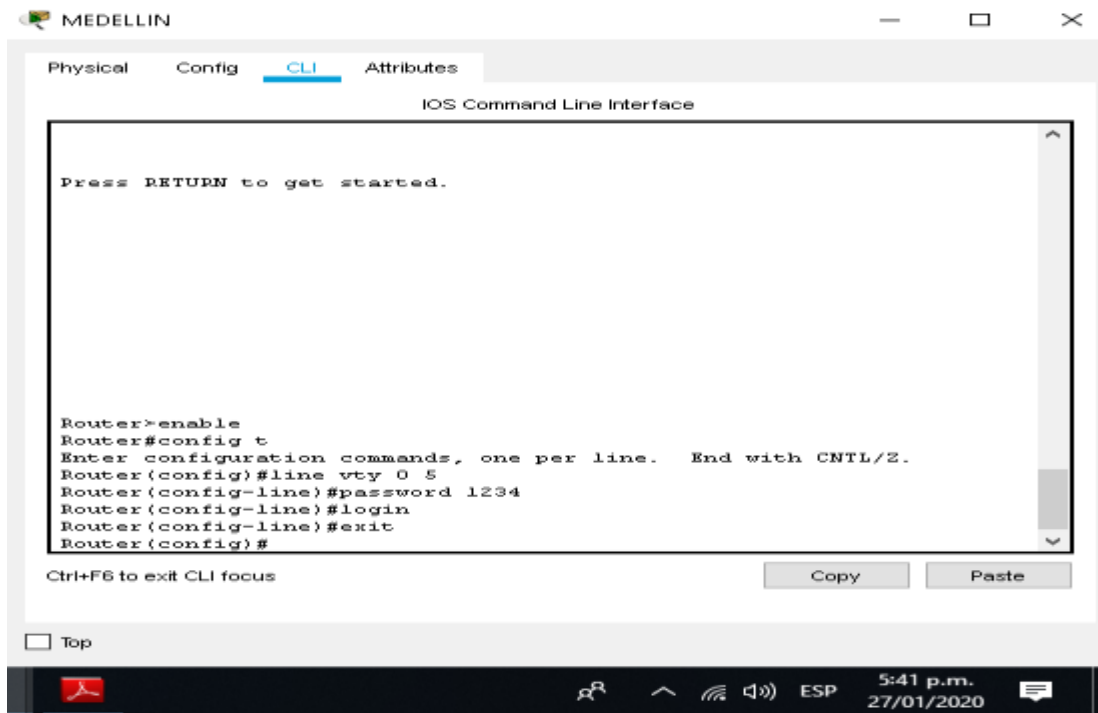 MEDELLIN
Physical Config CLI Attributes
IOS Command Line Interface
Press RETURN to get started.
Router>enable
Router#config t
Enter configuration commands, one per line. End with CNTL/Z.
Router(config)#line vty 0 5
Router(config-line)#password 1234
Router(config-line)#login
Router(config-line)#exit
Router(config)#
Ctrl+F6 to exit CLI focus
Copy Paste
Top
ESP
5:41 p.m.
27/01/2020